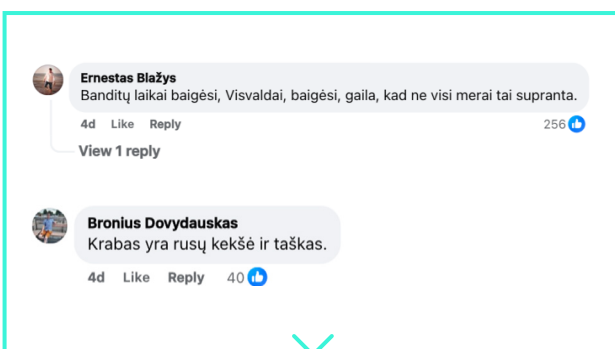 Ernestas Blažys
Banditų laikai baigėsi, Visvaldai, baigėsi, gaila, kad ne visi merai tai supranta.
4d Like Reply 256
View 1 reply
Bronius Dovydauskas
Krabas yra rusų kekšė ir taškas.
4d Like Reply 40